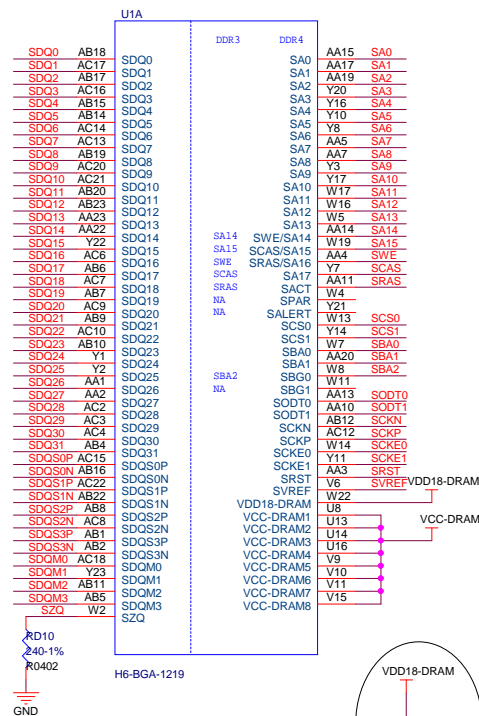 U1A
DDR3 DDR4
SDQ0 AB18 SDQ0 SA0 AA15 SA0
SDQ1 AC17 SDQ1 SA1 AA17 SA1
SDQ2 AB17 SDQ2 SA2 AA19 SA2
SDQ3 AC16 SDQ3 SA3 Y20 SA3
SDQ4 AB15 SDQ4 SA4 Y16 SA4
SDQ5 AB14 SDQ5 SA5 Y10 SA5
SDQ6 AC14 SDQ6 SA6 Y8 SA6
SDQ7 AC13 SDQ7 SA7 AA5 SA7
SDQ8 AB19 SDQ8 SA8 AA7 SA8
SDQ9 AC20 SDQ9 SA9 Y3 SA9
SDQ10 AC21 SDQ10 SA10 Y17 SA10
SDQ11 AB20 SDQ11 SA11 W17 SA11
SDQ12 AB23 SDQ12 SA12 W16 SA12
SDQ13 AA23 SDQ13 SA13 W5 SA13
SDQ14 AA22 SDQ14 SA14 SWE/SA14 AA14 SA14
SDQ15 Y22 SDQ15 SA15 SCAS/SA15 W19 SA15
SDQ16 AC6 SDQ16 SWE SRAS/SA16 AA4 SWE
SDQ17 AB6 SDQ17 SCAS SA17 Y7 SCAS
SDQ18 AC7 SDQ18 SRAS SACT AA11 SRAS
SDQ19 AB7 SDQ19 NA SPAR W4
SDQ20 AC9 SDQ20 NA SALERT Y21
SDQ21 AB9 SDQ21 SCS0 W13 SCS0
SDQ22 AC10 SDQ22 SCS1 Y14 SCS1
SDQ23 AB10 SDQ23 SBA0 W7 SBA0
SDQ24 Y1 SDQ24 SBA1 AA20 SBA1
SDQ25 Y2 SDQ25 SBA2 SBG0 W8 SBA2
SDQ26 AA1 SDQ26 NA SBG1 W11
SDQ27 AA2 SDQ27 SODT0 AA13 SODT0
SDQ28 AC2 SDQ28 SODT1 AA10 SODT1
SDQ29 AC3 SDQ29 SCKN AB12 SCKN
SDQ30 AC4 SDQ30 SCKP AC12 SCKP
SDQ31 AB4 SDQ31 SCKE0 W14 SCKE0
SDQS0P AC15 SDQS0P SCKE1 Y11 SCKE1
SDQS0N AB16 SDQS0N SRST AA3 SRST
SDQS1P AC22 SDQS1P SVREF V6 SVREF VDD18-DRAM
SDQS1N AB22 SDQS1N VDD18-DRAM W22
SDQS2P AB8 SDQS2P VCC-DRAM1 U8 VCC-DRAM
SDQS2N AC8 SDQS2N VCC-DRAM2 U13
SDQS3P AB1 SDQS3P VCC-DRAM3 U14
SDQS3N AB2 SDQS3N VCC-DRAM4 U16
SDQM0 AC18 SDQM0 VCC-DRAM5 V9
SDQM1 Y23 SDQM1 VCC-DRAM6 V10
SDQM2 AB11 SDQM2 VCC-DRAM7 V11
SDQM3 AB5 SDQM3 VCC-DRAM8 V15
SZQ W2 SZQ
RD10
240-1%
R0402
GND
H6-BGA-1219
VDD18-DRAM